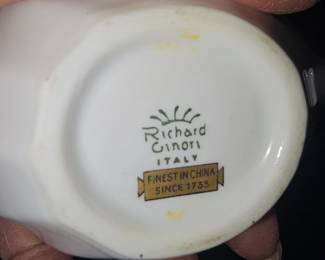 Richard
Ginori
ITALY
FINEST IN CHINA
SINCE 1735